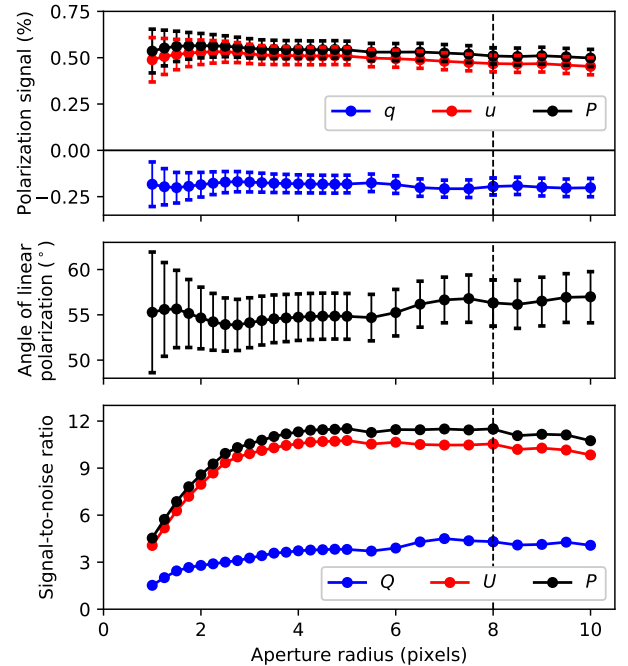 Polarization signal (%)
0.75
0.50
0.25
0.00
−0.25
q u P
Angle of linear
polarization (°)
60
55
50
Signal-to-noise ratio
12
9
6
3
0
Q U P
0 2 4 6 8 10
Aperture radius (pixels)